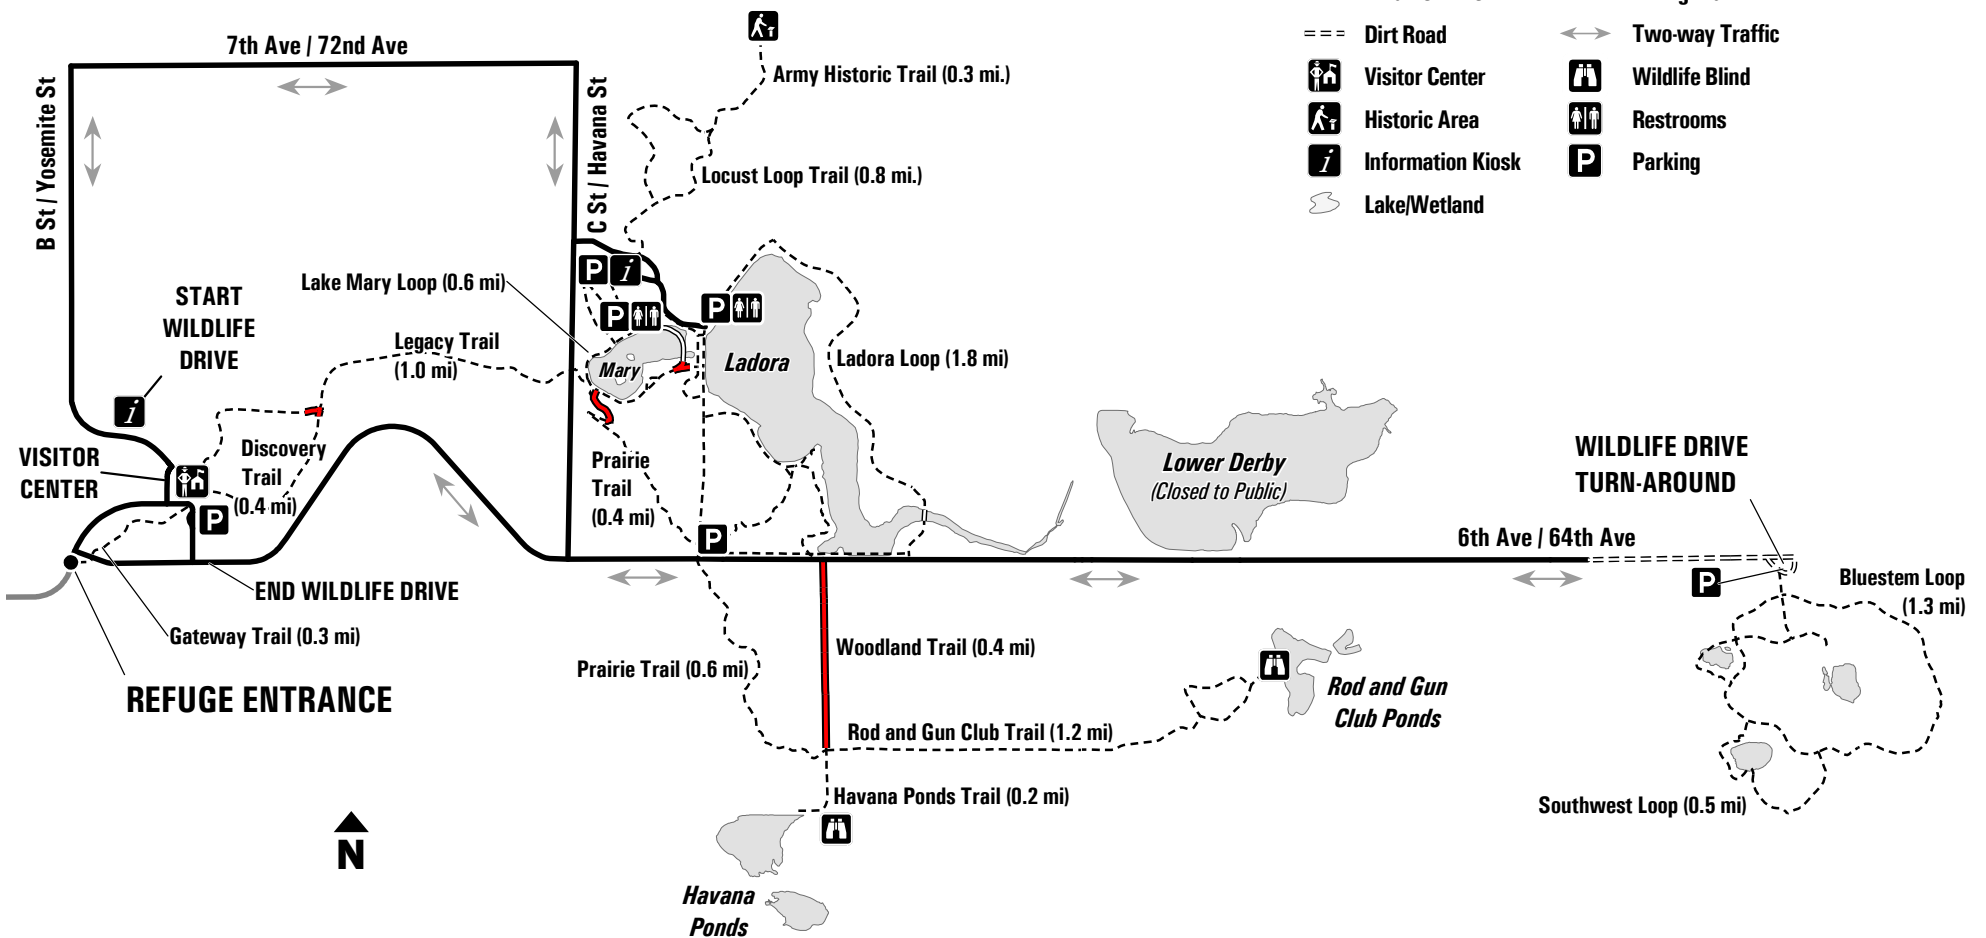 7th Ave / 72nd Ave
B St / Yosemite St
C St / Havana St
Army Historic Trail (0.3 mi.)
Locust Loop Trail (0.8 mi.)
Dirt Road
Two-way Traffic
Visitor Center
Wildlife Blind
Historic Area
Restrooms
i
Information Kiosk
P
Parking
Lake/Wetland
Lake Mary Loop (0.6 mi)
P
i
P
P
START
WILDLIFE
DRIVE
Legacy Trail
(1.0 mi)
Mary
Ladora
Ladora Loop (1.8 mi)
i
VISITOR
CENTER
Discovery
Trail
(0.4 mi)
P
Prairie
Trail
(0.4 mi)
P
Lower Derby
(Closed to Public)
WILDLIFE DRIVE
TURN-AROUND
6th Ave / 64th Ave
P
Bluestem Loop
(1.3 mi)
END WILDLIFE DRIVE
Gateway Trail (0.3 mi)
REFUGE ENTRANCE
Prairie Trail (0.6 mi)
Woodland Trail (0.4 mi)
Rod and Gun
Club Ponds
Rod and Gun Club Trail (1.2 mi)
Havana Ponds Trail (0.2 mi)
Southwest Loop (0.5 mi)
N
Havana
Ponds